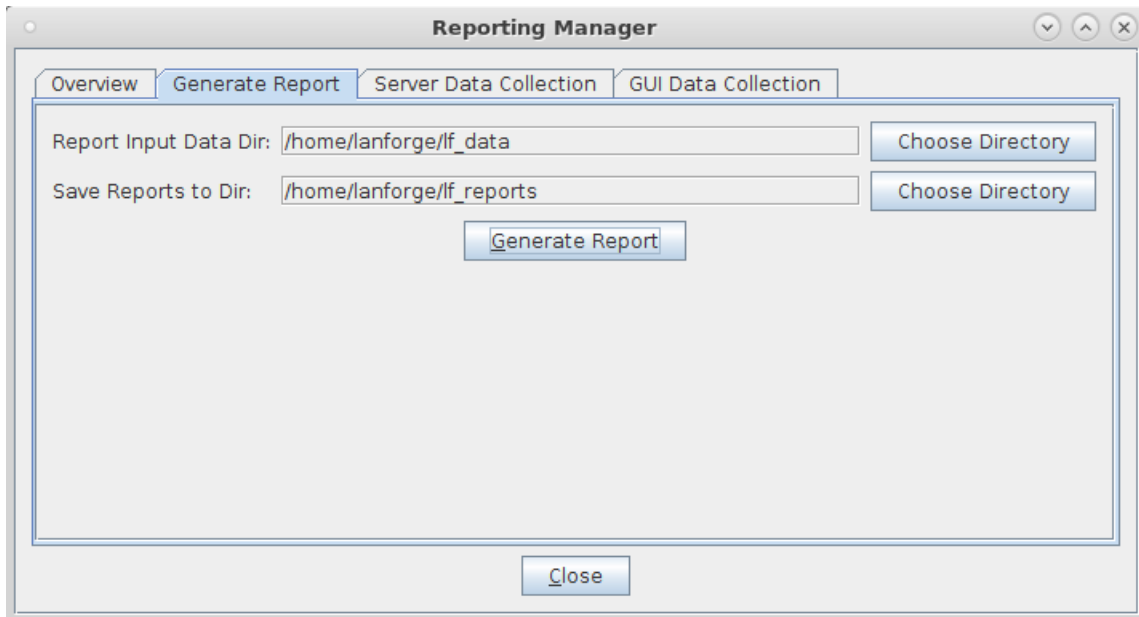 Reporting Manager
Overview Generate Report Server Data Collection GUI Data Collection
Report Input Data Dir: /home/lanforge/lf_data Choose Directory
Save Reports to Dir: /home/lanforge/lf_reports Choose Directory
Generate Report
Close